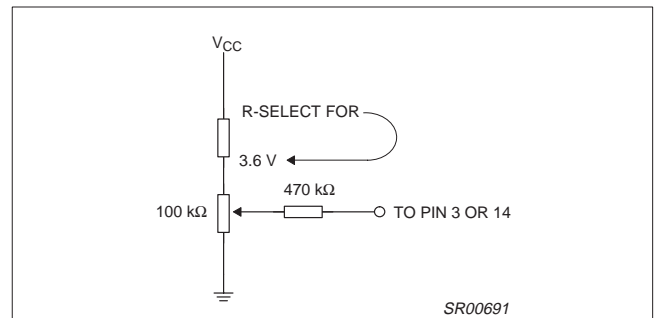 VCC
R-SELECT FOR
3.6 V
470 kΩ
100 kΩ
TO PIN 3 OR 14
SR00691